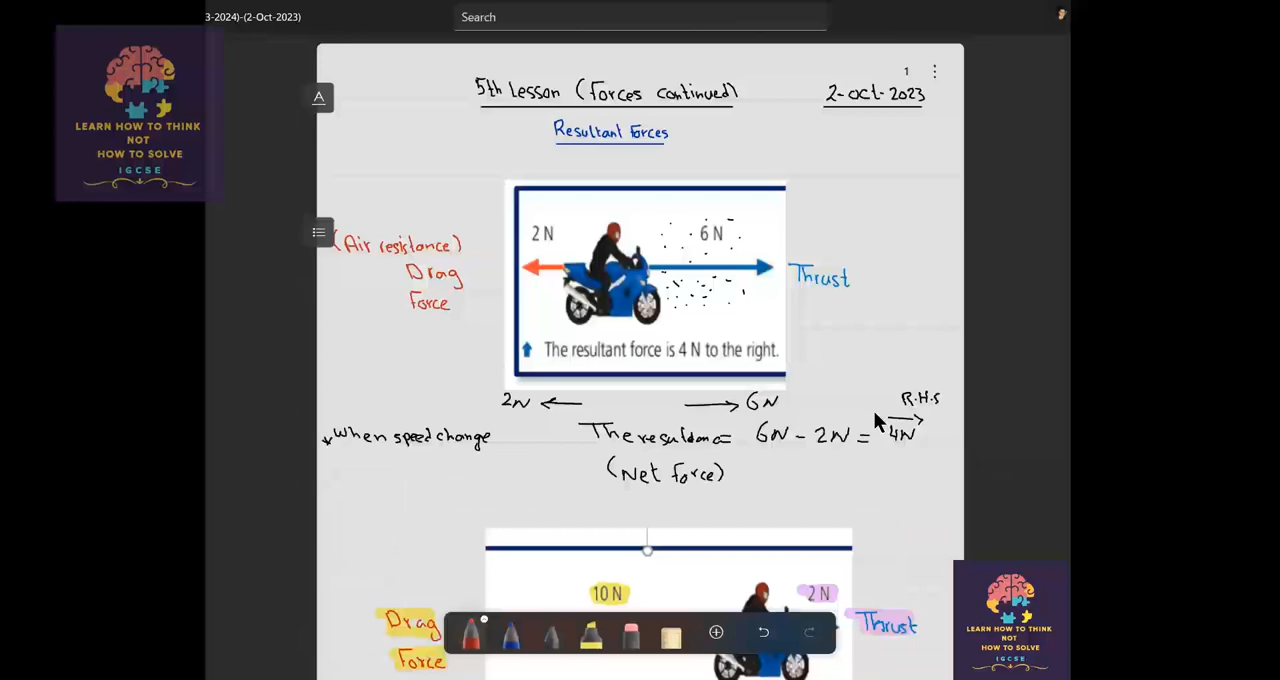 3-2024)-(2-Oct-2023)
Search
LEARN HOW TO THINK
NOT
HOW TO SOLVE
IGCSE
1
5th Lesson (Forces continued)
2-oct-2023
Resultant Forces
A
2 N
6 N
(Air resistance)
Drag
Force
Thrust
The resultant force is 4 N to the right.
2N
6N
R.H.S
*When speed change
The resultan= 6N - 2N = 4N
(Net force)
10 N
2 N
Drag
Force
Thrust
LEARN HOW TO THINK
NOT
HOW TO SOLVE
IGCSE